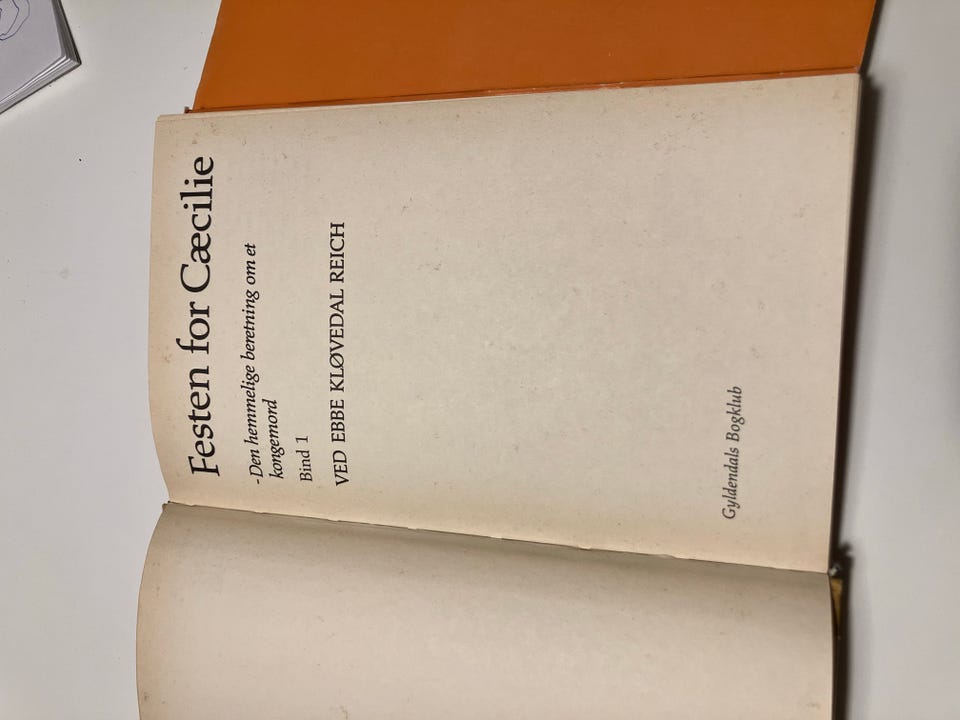 Festen for Cæcilie
-Den hemmelige beretning om et
kongemord
Bind 1
VED EBBE KLØVEDAL REICH
Gyldendals Bogklub